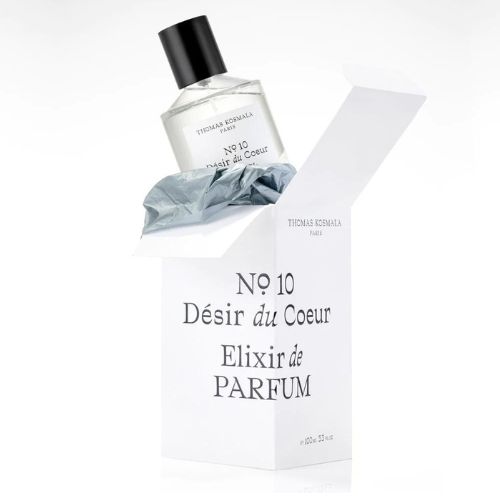 THOMAS KOSMALA
PARIS
No 10
Désir du Coeur
THOMAS KOSMALA
PARIS
No 10
Désir du Coeur
Elixir de
PARFUM